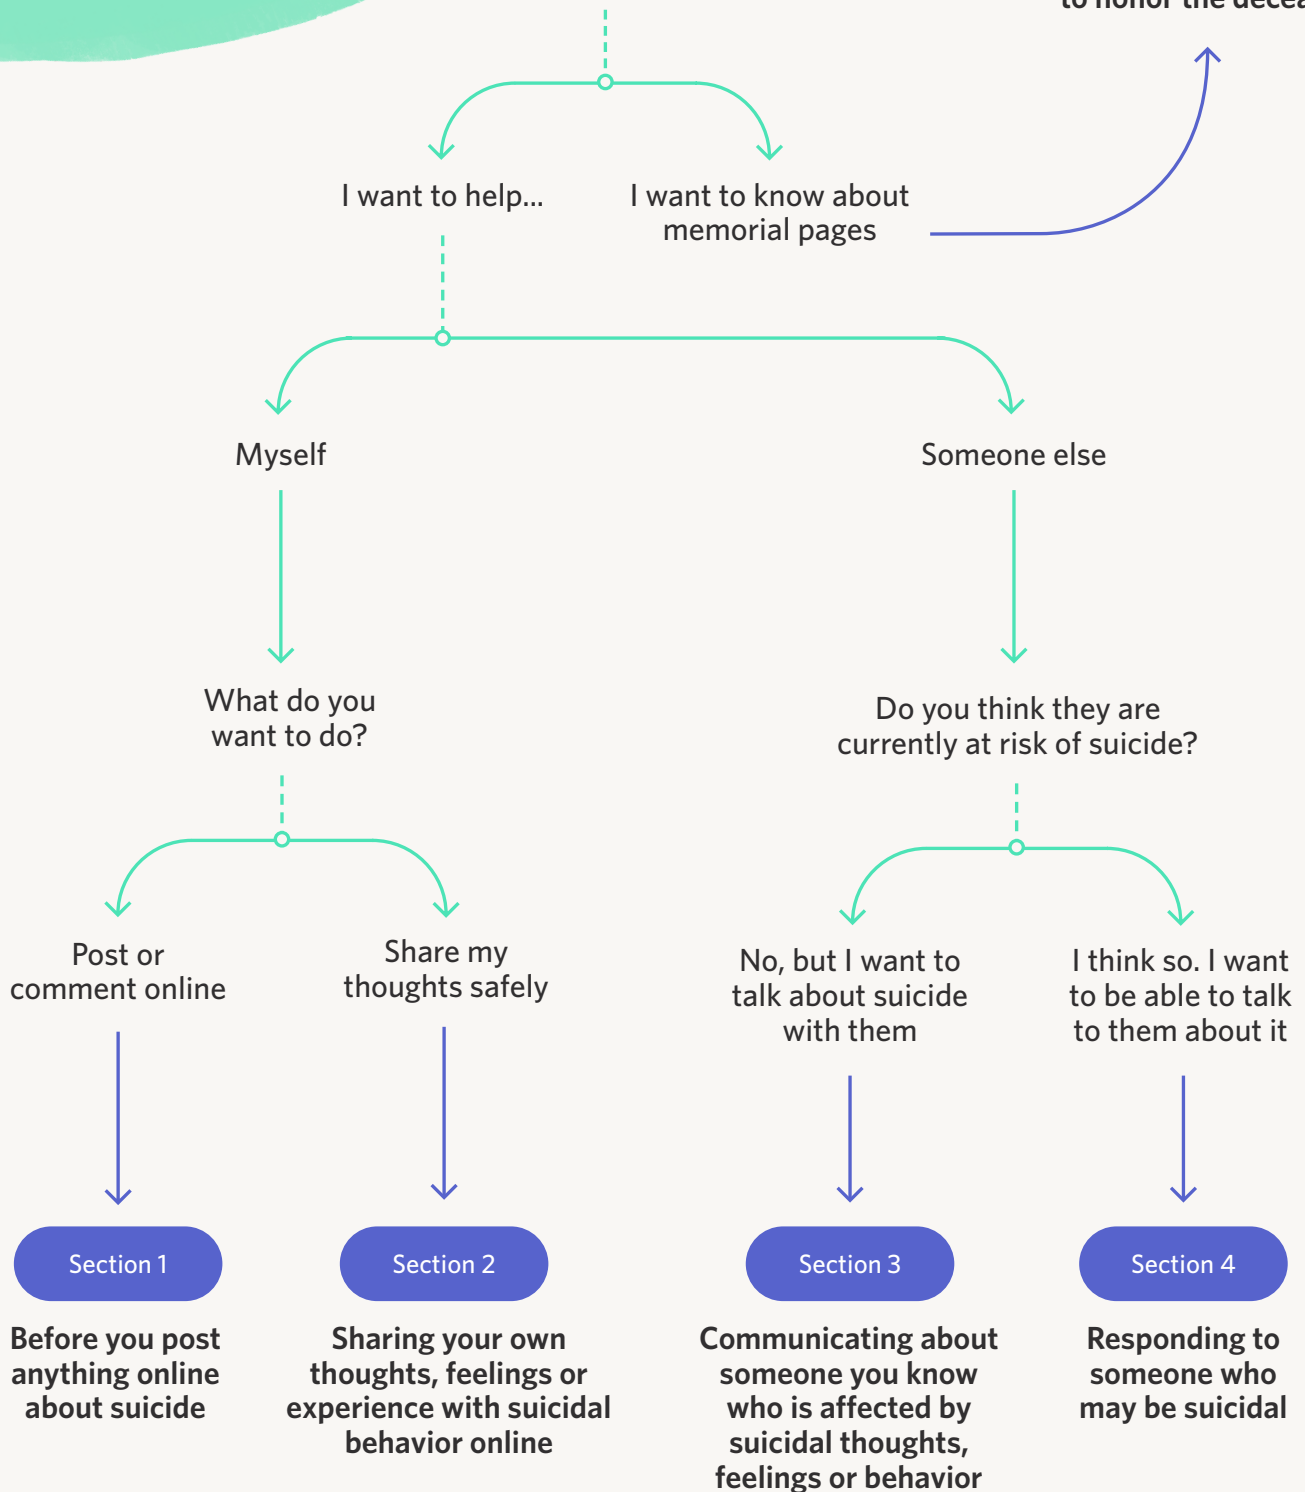 to honor the
I want to help...
I want to know about
memorial pages
Myself
Someone else
What do you
want to do?
Do you think they are
currently at risk of suicide?
Post or
comment online
Share my
thoughts safely
No, but I want to
talk about suicide
with them
I think so. I want
to be able to talk
to them about it
Section 1
Section 2
Section 3
Section 4
Before you post
anything online
about suicide
Sharing your own
thoughts, feelings or
experience with suicidal
behavior online
Communicating about
someone you know
who is affected by
suicidal thoughts,
feelings or behavior
Responding to
someone who
may be suicidal